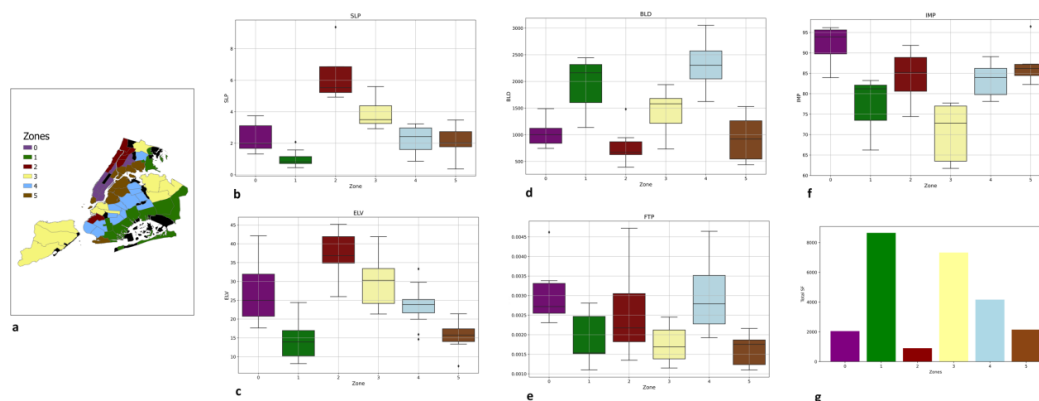 Zones
0
1
2
3
4
5
a
SLP
SLP
8
6
4
2
0
0 1 2 3 4 5
Zone
b
ELV
ELV
45
40
35
30
25
20
15
10
0 1 2 3 4 5
Zone
c
BLD
BLD
3000
2500
2000
1500
1000
500
0 1 2 3 4 5
Zone
d
FTP
0.0045
0.0040
0.0035
0.0030
0.0025
0.0020
0.0015
0.0010
0 1 2 3 4 5
Zone
e
IMP
IMP
95
90
85
80
75
70
65
60
0 1 2 3 4 5
Zone
f
Total SF
8000
6000
4000
2000
0
0 1 2 3 4 5
Zones
g